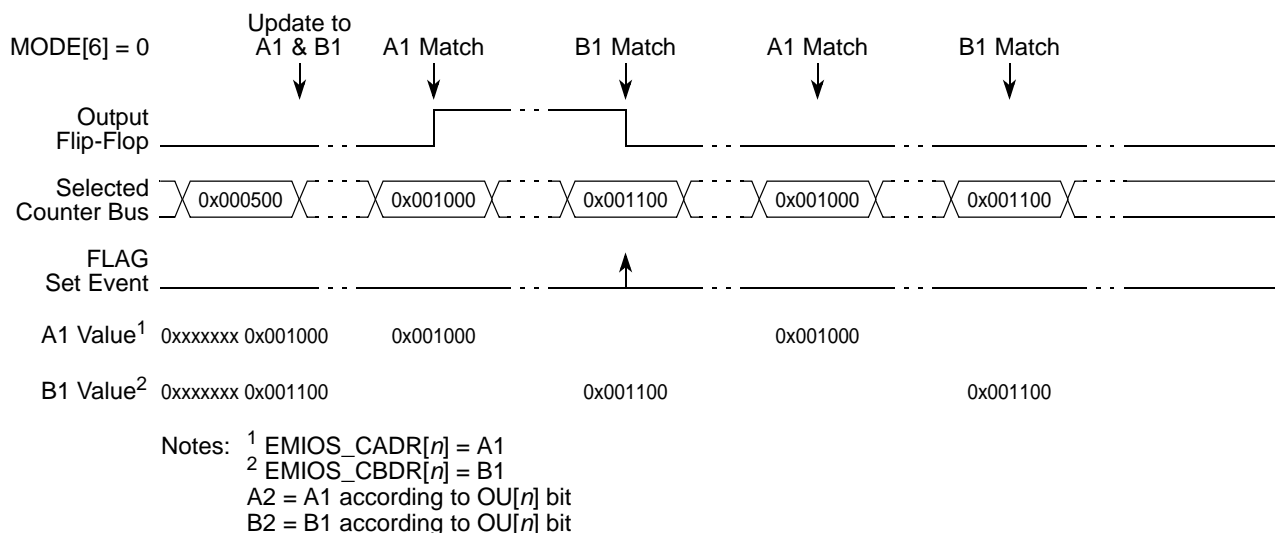 Update to
MODE[6] = 0 A1 & B1 A1 Match B1 Match A1 Match B1 Match
Output
Flip-Flop
Selected
Counter Bus 0x000500 0x001000 0x001100 0x001000 0x001100
FLAG
Set Event
A1 Value1 0xxxxxxx 0x001000 0x001000 0x001000
B1 Value2 0xxxxxxx 0x001100 0x001100 0x001100
Notes: 1 EMIOS_CADR[n] = A1
2 EMIOS_CBDR[n] = B1
A2 = A1 according to OU[n] bit
B2 = B1 according to OU[n] bit